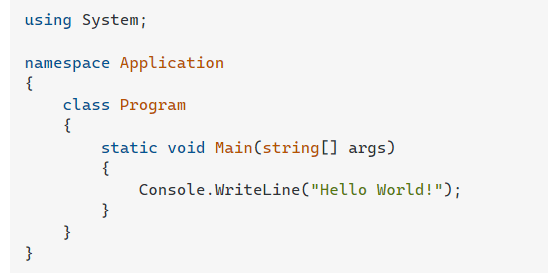 using System;

namespace Application
{
    class Program
    {
        static void Main(string[] args)
        {
            Console.WriteLine("Hello World!");
        }
    }
}